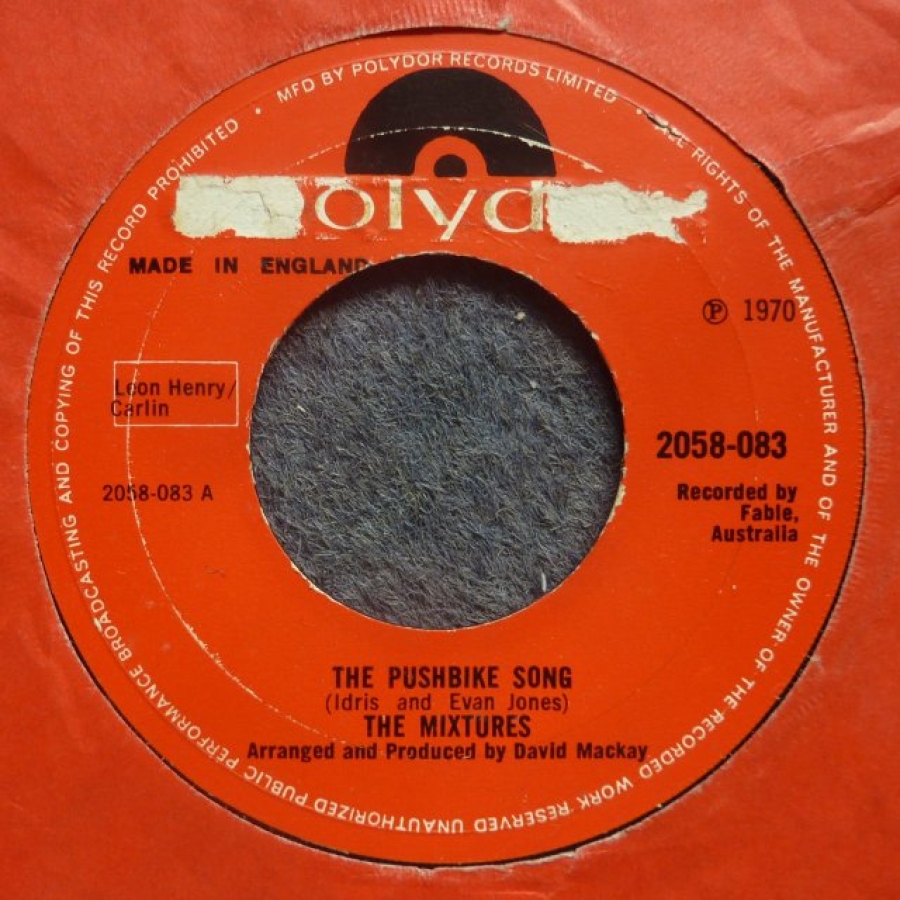 MFD BY POLYDOR RECORDS LIMITED • ALL RIGHTS OF THE MANUFACTURER AND OF THE OWNER OF THE RECORDED WORK RESERVED UNAUTHORIZED PUBLIC PERFORMANCE BROADCASTING AND COPYING OF THIS RECORD PROHIBITED •
olyd
MADE IN ENGLAND
℗ 1970
Leon Henry/
Carlin
2058-083
2058-083 A
Recorded by
Fable,
Australia
THE PUSHBIKE SONG
(Idris and Evan Jones)
THE MIXTURES
Arranged and Produced by David Mackay